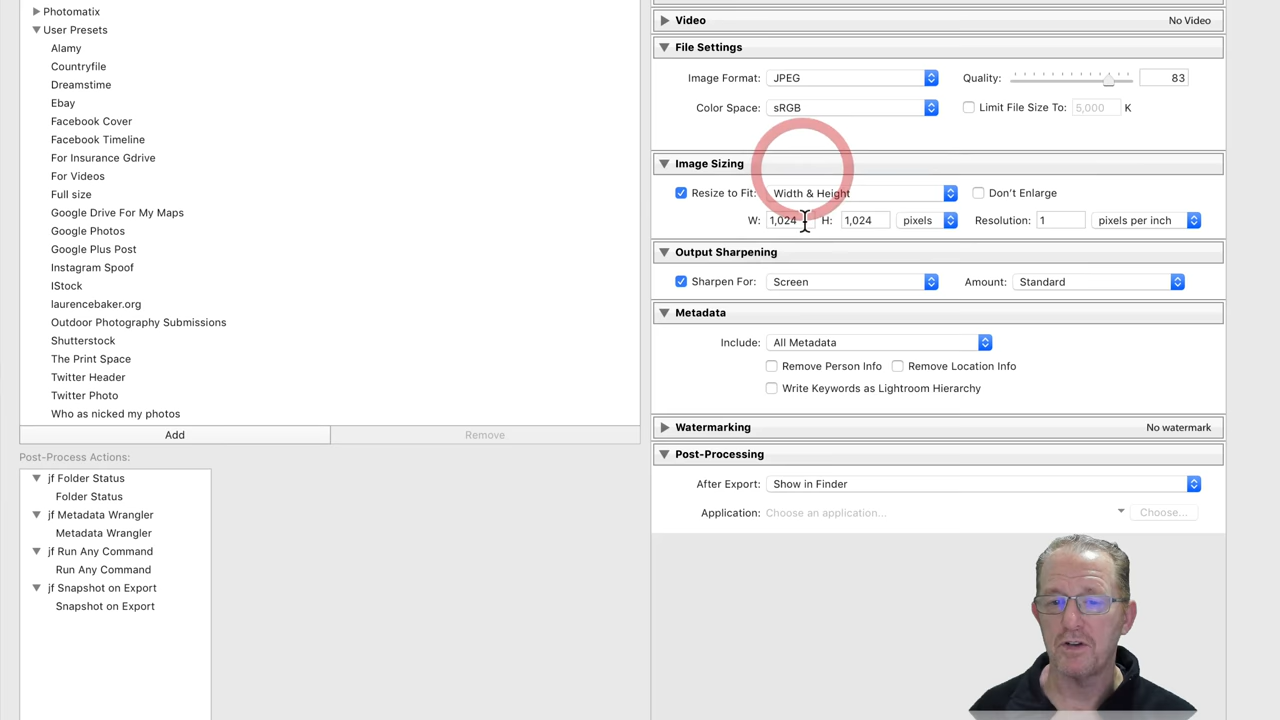 Photomatix
User Presets
Alamy
Countryfile
Dreamstime
Ebay
Facebook Cover
Facebook Timeline
For Insurance Gdrive
For Videos
Full size
Google Drive For My Maps
Google Photos
Google Plus Post
Instagram Spoof
IStock
laurencebaker.org
Outdoor Photography Submissions
Shutterstock
The Print Space
Twitter Header
Twitter Photo
Who as nicked my photos
Add Remove
Post-Process Actions:
jf Folder Status
Folder Status
jf Metadata Wrangler
Metadata Wrangler
jf Run Any Command
Run Any Command
jf Snapshot on Export
Snapshot on Export
Video No Video
File Settings
Image Format: JPEG Quality: 83
Color Space: sRGB Limit File Size To: 5,000 K
Image Sizing
Resize to Fit: Width & Height Don't Enlarge
W: 1,024 H: 1,024 pixels Resolution: 1 pixels per inch
Output Sharpening
Sharpen For: Screen Amount: Standard
Metadata
Include: All Metadata
Remove Person Info Remove Location Info
Write Keywords as Lightroom Hierarchy
Watermarking No watermark
Post-Processing
After Export: Show in Finder
Application: Choose an application... Choose...